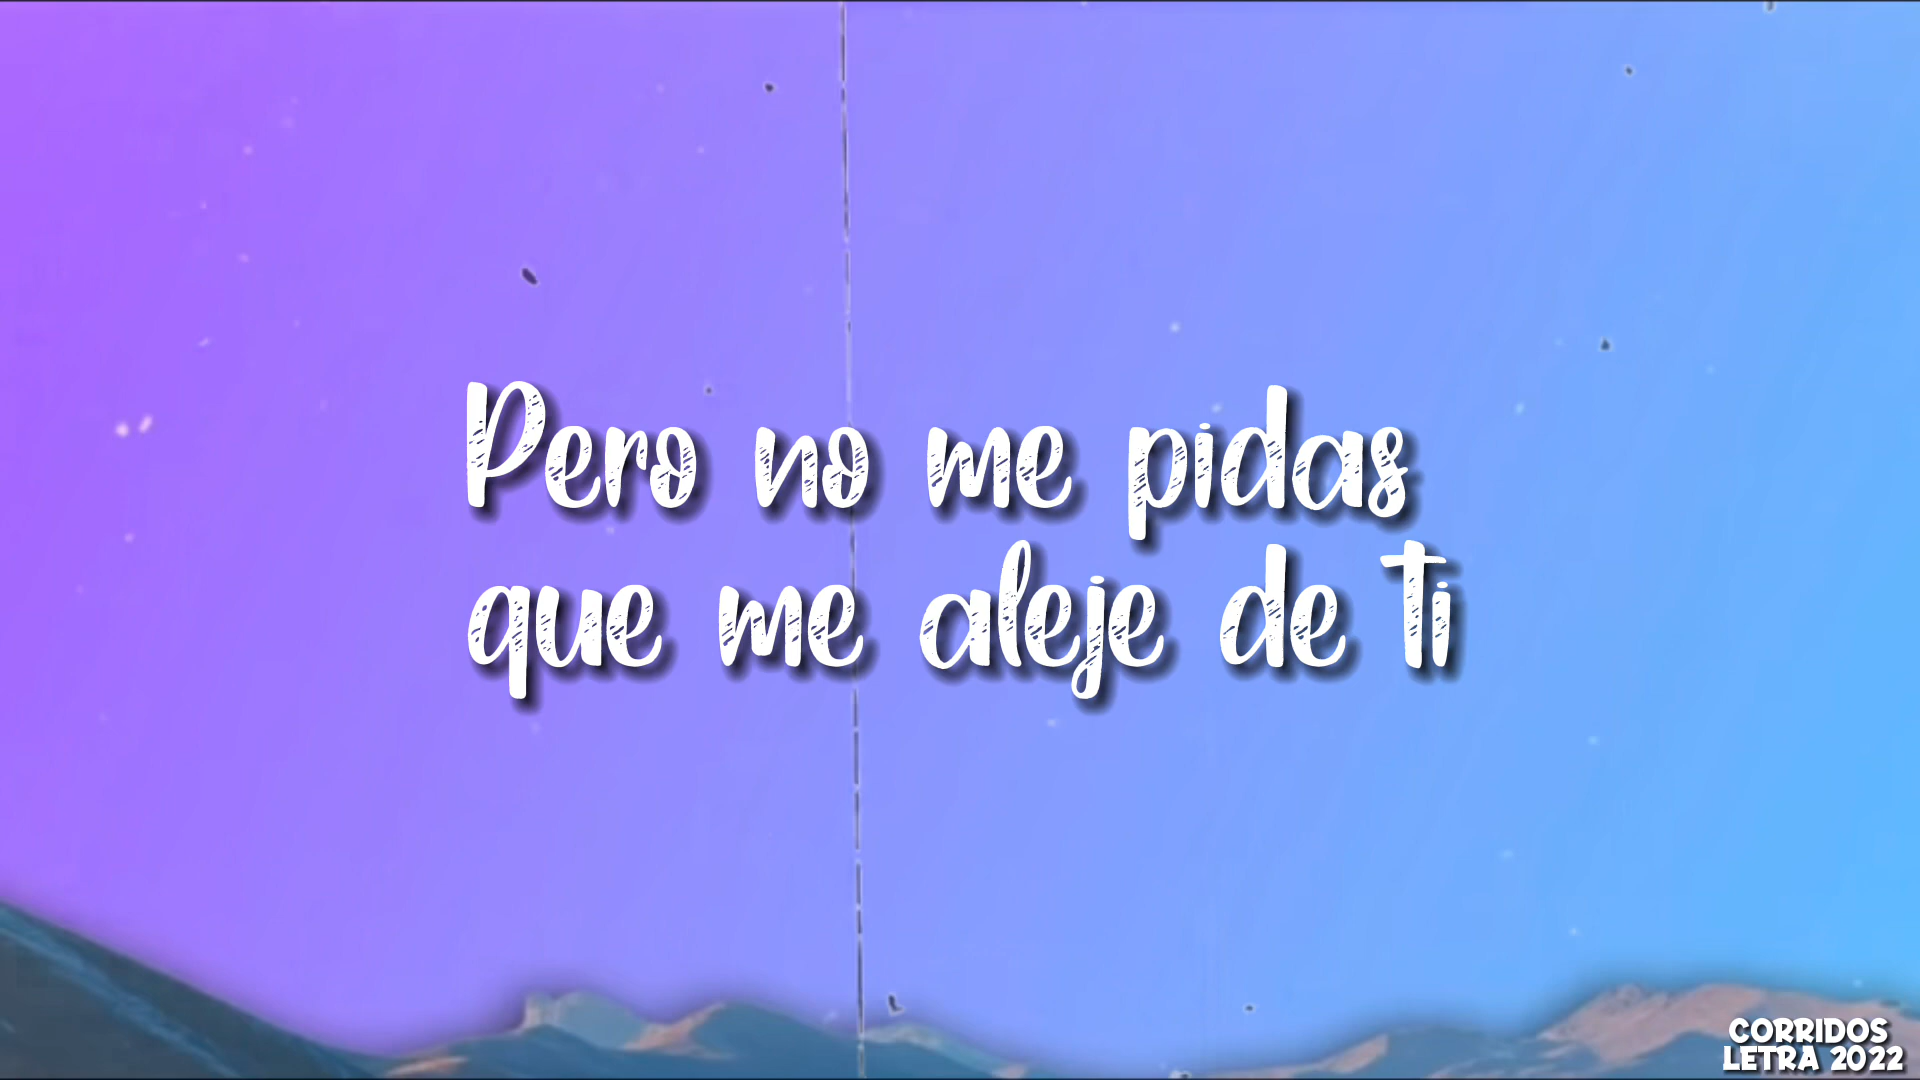 Pero no me pidas
que me aleje de ti
CORRIDOS
LETRA 2022